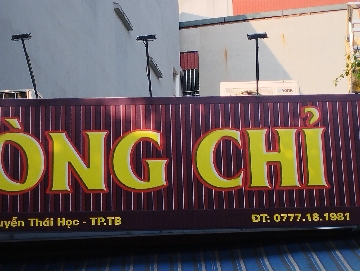 ÒNG CHỈ
uyễn Thái Học - TP.TB
ĐT: 0777.18.1981